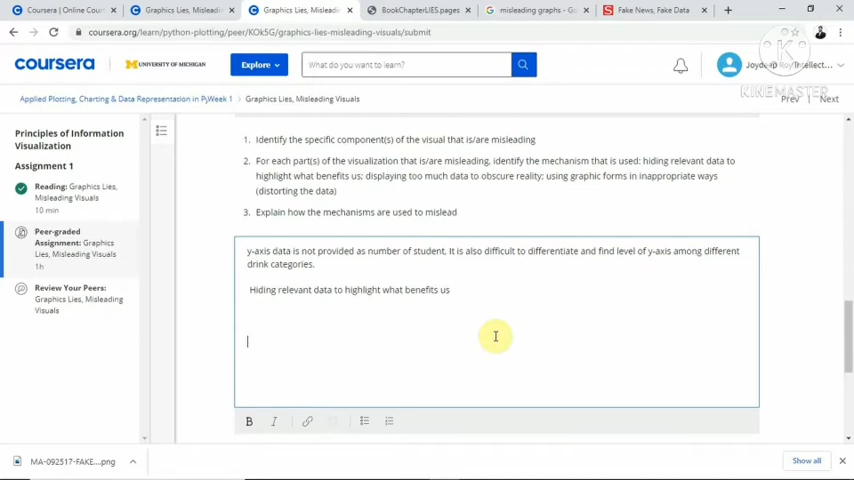 Coursera | Online Cour
Graphics Lies, Misleadin
Graphics Lies, Misleadin
BookChapterLIES.pages
misleading graphs - Go
Fake News, Fake Data
coursera.org/learn/python-plotting/peer/KOk5G/graphics-lies-misleading-visuals/submit
coursera
UNIVERSITY OF MICHIGAN
Explore
What do you want to learn?
Joydeep Roy
KINEMASTER
Applied Plotting, Charting & Data Representation in Py
Week 1
Graphics Lies, Misleading Visuals
Prev
Next
Principles of Information
Visualization
Assignment 1
Reading: Graphics Lies,
Misleading Visuals
10 min
Peer-graded
Assignment: Graphics
Lies, Misleading Visuals
1h
Review Your Peers:
Graphics Lies, Misleading
Visuals
1. Identify the specific component(s) of the visual that is/are misleading
2. For each part(s) of the visualization that is/are misleading, identify the mechanism that is used: hiding relevant data to
highlight what benefits us; displaying too much data to obscure reality; using graphic forms in inappropriate ways
(distorting the data)
3. Explain how the mechanisms are used to mislead
y-axis data is not provided as number of student, It is also difficult to differentiate and find level of y-axis among different
drink categories.
Hiding relevant data to highlight what benefits us
B I
MA-092517-FAKE....png
Show all